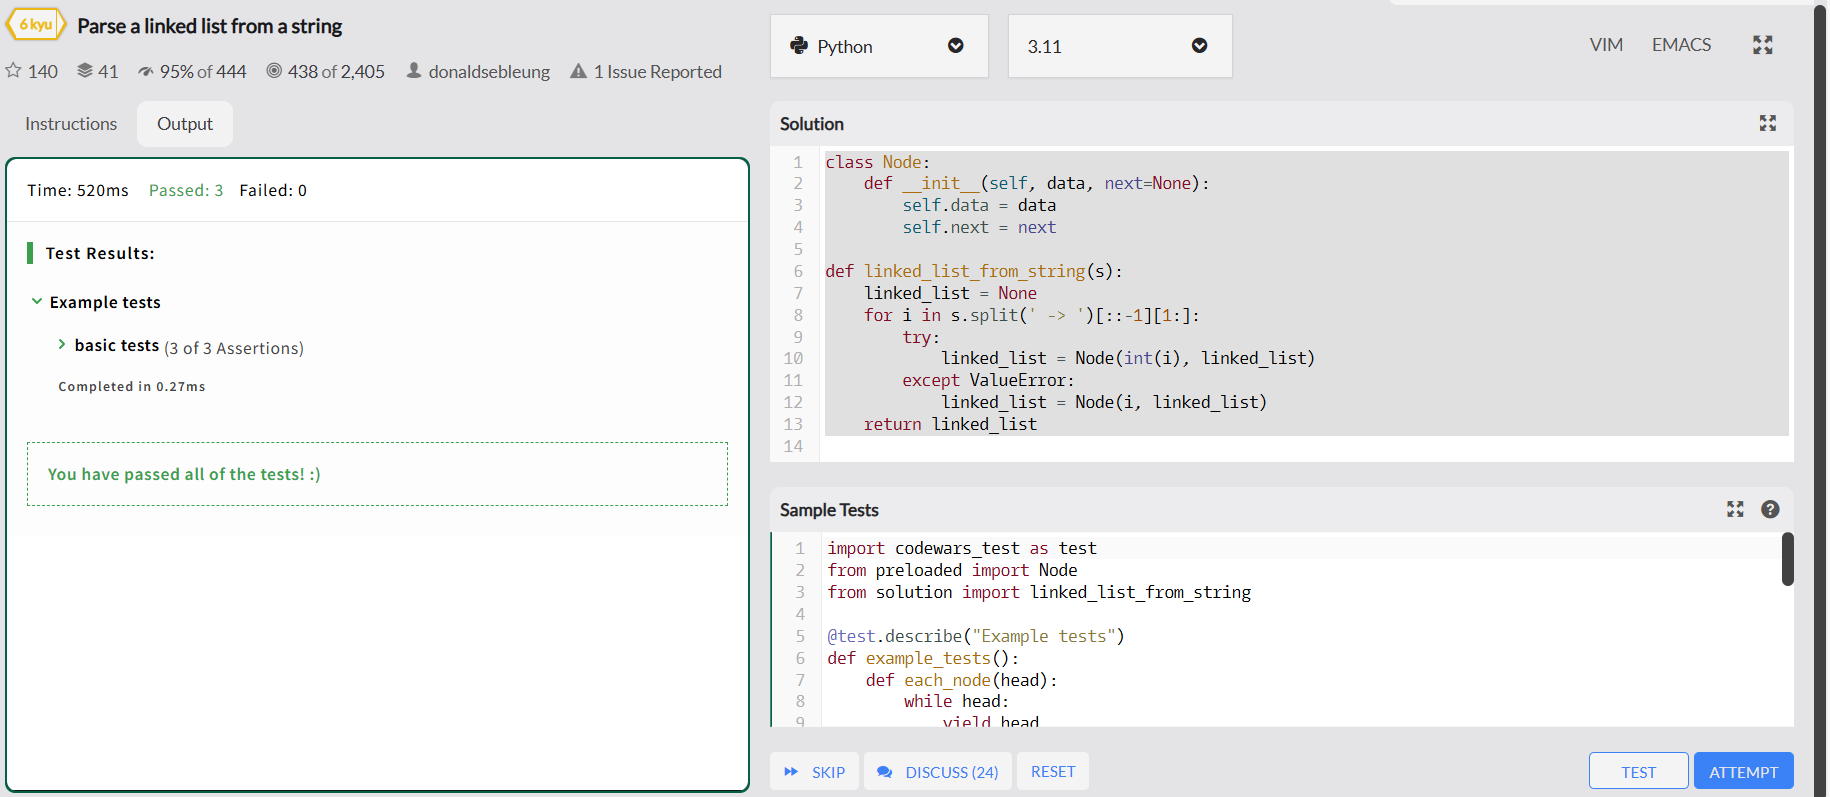 6 kyu Parse a linked list from a string
140 41 95% of 444 438 of 2,405 donaldsebleung 1 Issue Reported
Instructions Output
Time: 520ms Passed: 3 Failed: 0
Test Results:
Example tests
basic tests (3 of 3 Assertions)
Completed in 0.27ms
You have passed all of the tests! :)
Python 3.11 VIM EMACS
Solution
1 class Node:
2     def __init__(self, data, next=None):
3         self.data = data
4         self.next = next
5
6 def linked_list_from_string(s):
7     linked_list = None
8     for i in s.split(' -> ')[::-1][1:]:
9         try:
10             linked_list = Node(int(i), linked_list)
11         except ValueError:
12             linked_list = Node(i, linked_list)
13     return linked_list
14
Sample Tests ?
1 import codewars_test as test
2 from preloaded import Node
3 from solution import linked_list_from_string
4
5 @test.describe("Example tests")
6 def example_tests():
7     def each_node(head):
8         while head:
9             yield head
SKIP DISCUSS (24) RESET TEST ATTEMPT